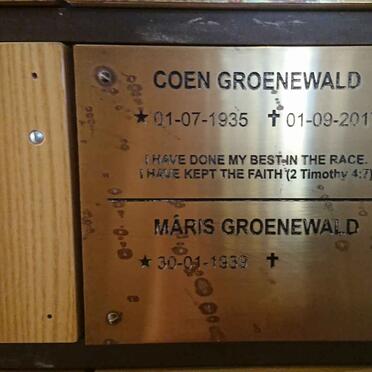 COEN GROENEWALD
★ 01-07-1935 ✝ 01-09-201
I HAVE DONE MY BEST IN THE RACE.
I HAVE KEPT THE FAITH (2 Timothy 4:7)
MÁRIS GROENEWALD
★ 30-01-1939 ✝